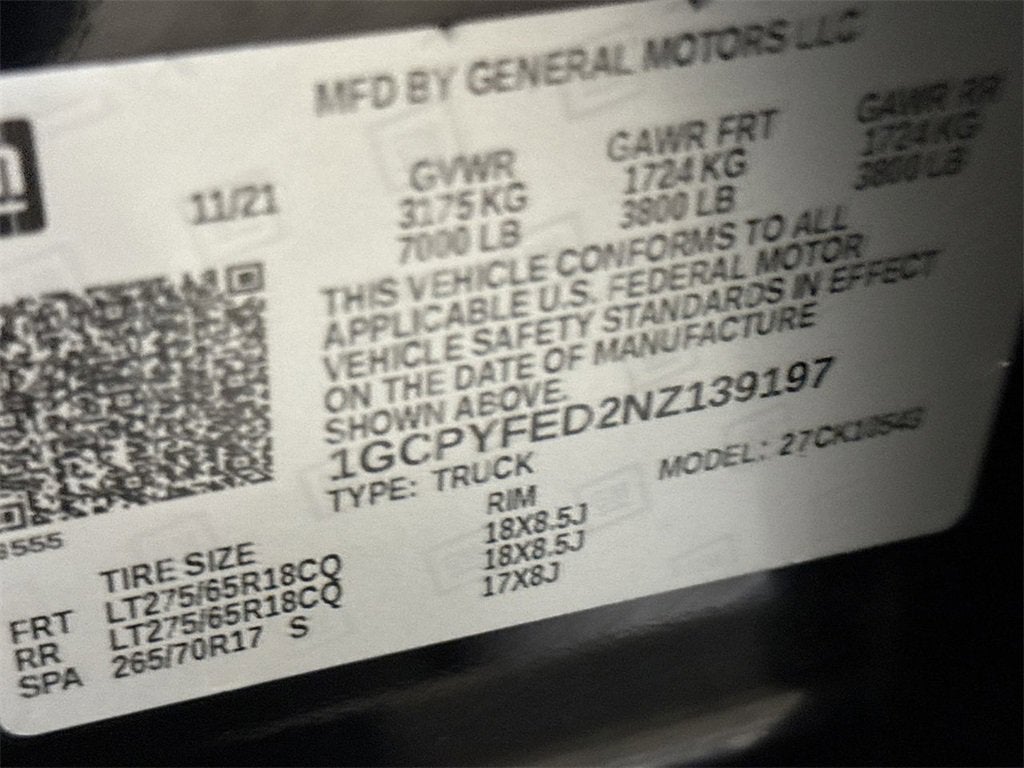 MFD BY GENERAL MOTORS LLC
11/21
GVWR GAWR FRT GAWR RR
3175 KG 1724 KG 1724 KG
7000 LB 3800 LB 3800 LB
THIS VEHICLE CONFORMS TO ALL
APPLICABLE U.S. FEDERAL MOTOR
VEHICLE SAFETY STANDARDS IN EFFECT
ON THE DATE OF MANUFACTURE
SHOWN ABOVE.
1GCPYFED2NZ139197
TYPE: TRUCK MODEL: 27CK10543
555
TIRE SIZE RIM
FRT LT275/65R18CQ 18X8.5J
RR LT275/65R18CQ 18X8.5J
SPA 265/70R17 S 17X8J